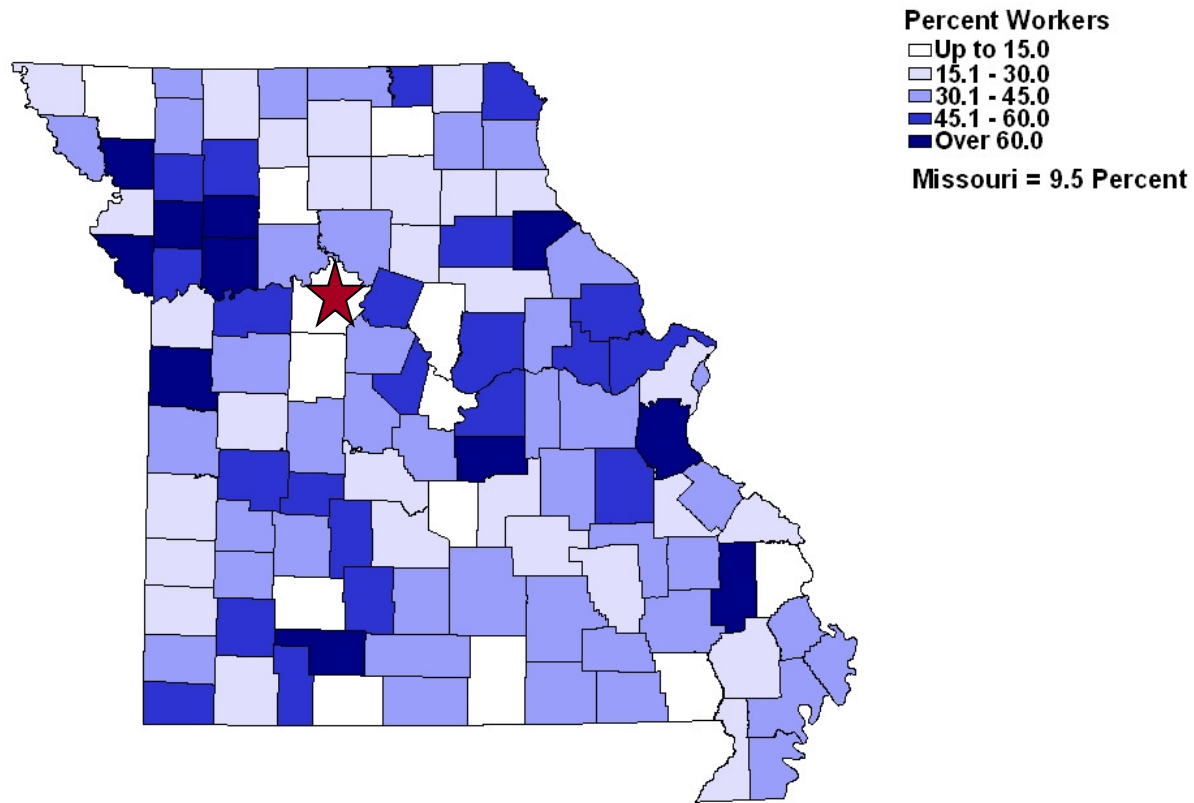 Percent Workers
Up to 15.0
15.1 - 30.0
30.1 - 45.0
45.1 - 60.0
Over 60.0
Missouri = 9.5 Percent